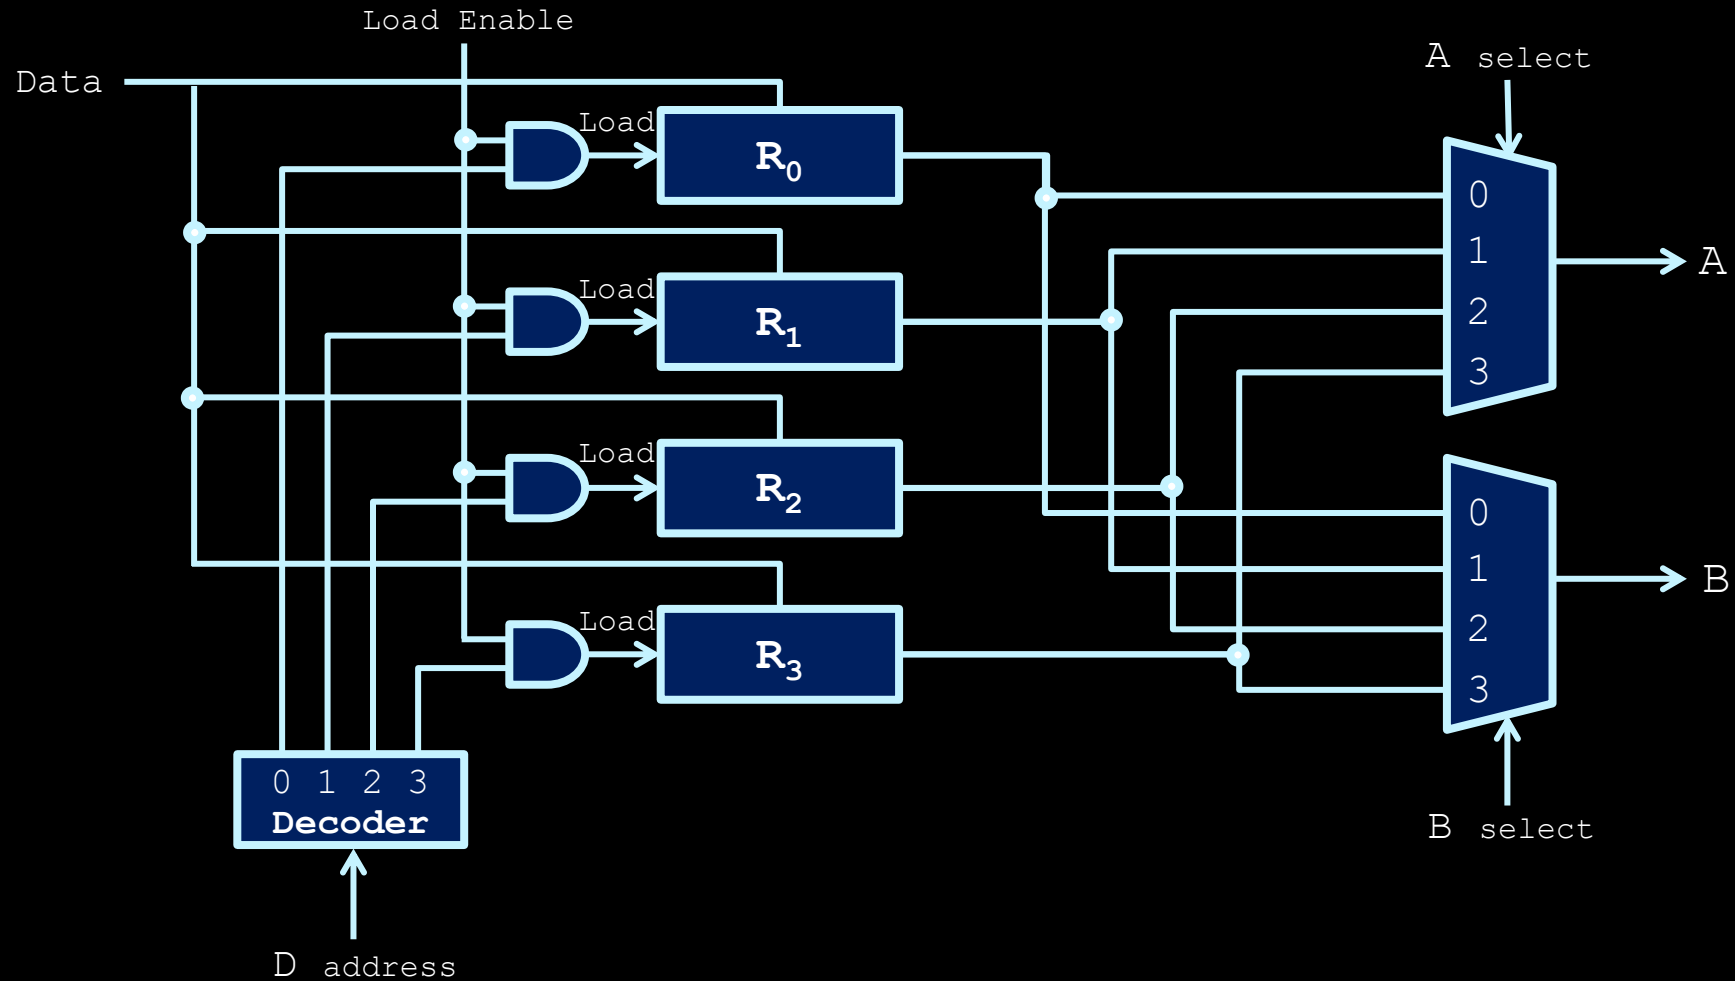 Load Enable
Data
A select
Load
R0
0
1
2
3
A
Load
R1
Load
R2
0
1
2
3
B
Load
R3
0 1 2 3
Decoder
B select
D address